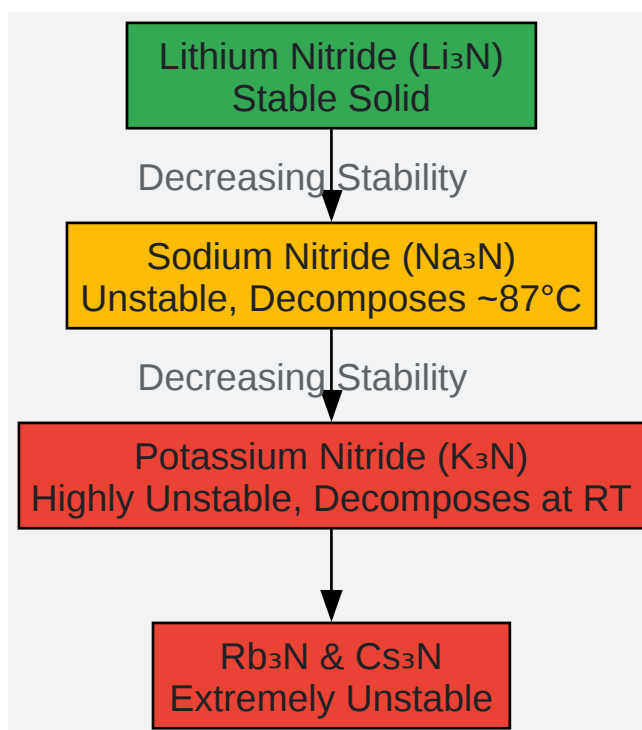 Lithium Nitride (Li₃N)
Stable Solid
Decreasing Stability
Sodium Nitride (Na₃N)
Unstable, Decomposes ~87°C
Decreasing Stability
Potassium Nitride (K₃N)
Highly Unstable, Decomposes at RT
Rb₃N & Cs₃N
Extremely Unstable